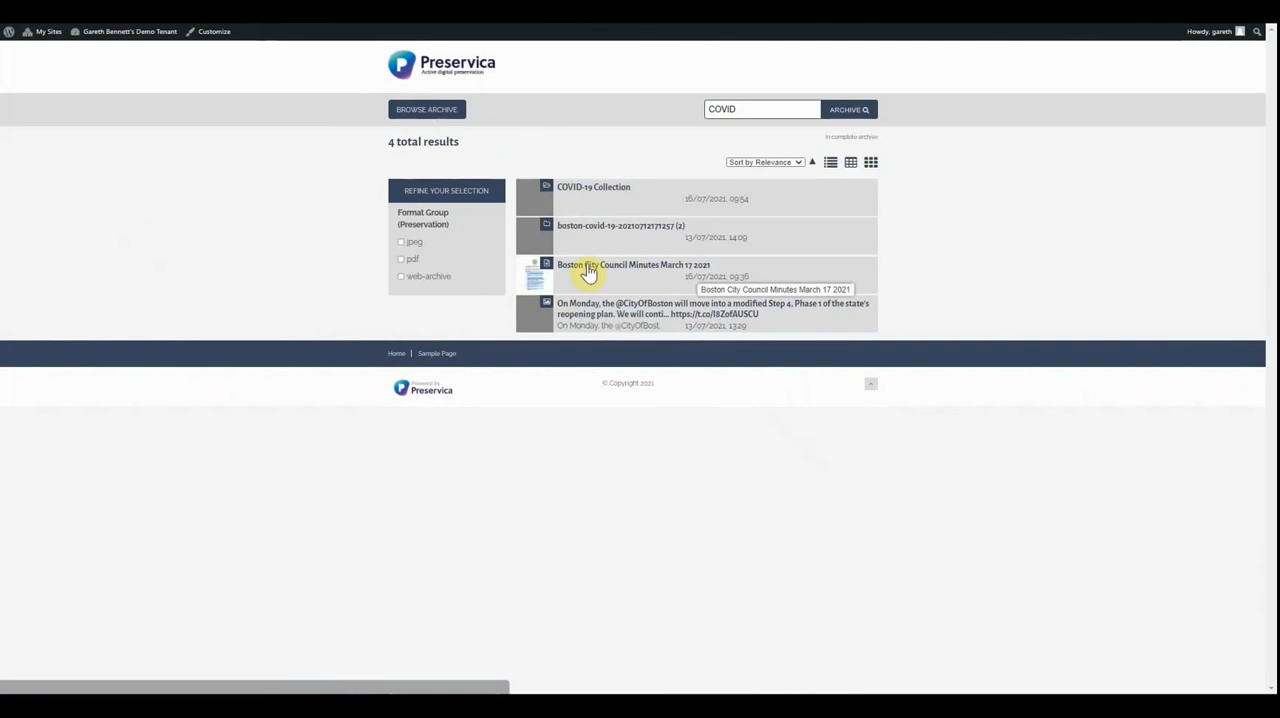 My Sites Gareth Bennett's Demo Tenant Customize Howdy, gareth
Preservica
Active digital preservation
BROWSE ARCHIVE COVID ARCHIVE
4 total results In complete archive
Sort by Relevance
REFINE YOUR SELECTION
Format Group
(Preservation)
jpeg
pdf
web-archive
COVID-19 Collection
16/07/2021, 09:54
boston-covid-19-20210712171257 (2)
13/07/2021, 14:09
Boston City Council Minutes March 17 2021
16/07/2021, 09:36
Boston City Council Minutes March 17 2021
On Monday, the @CityOfBoston will move into a modified Step 4, Phase 1 of the state's
reopening plan. We will conti... https://t.co/I8ZofAUSCU
On Monday, the @CityOfBost... 13/07/2021, 13:29
Home | Sample Page
Powered by
Preservica
© Copyright 2021